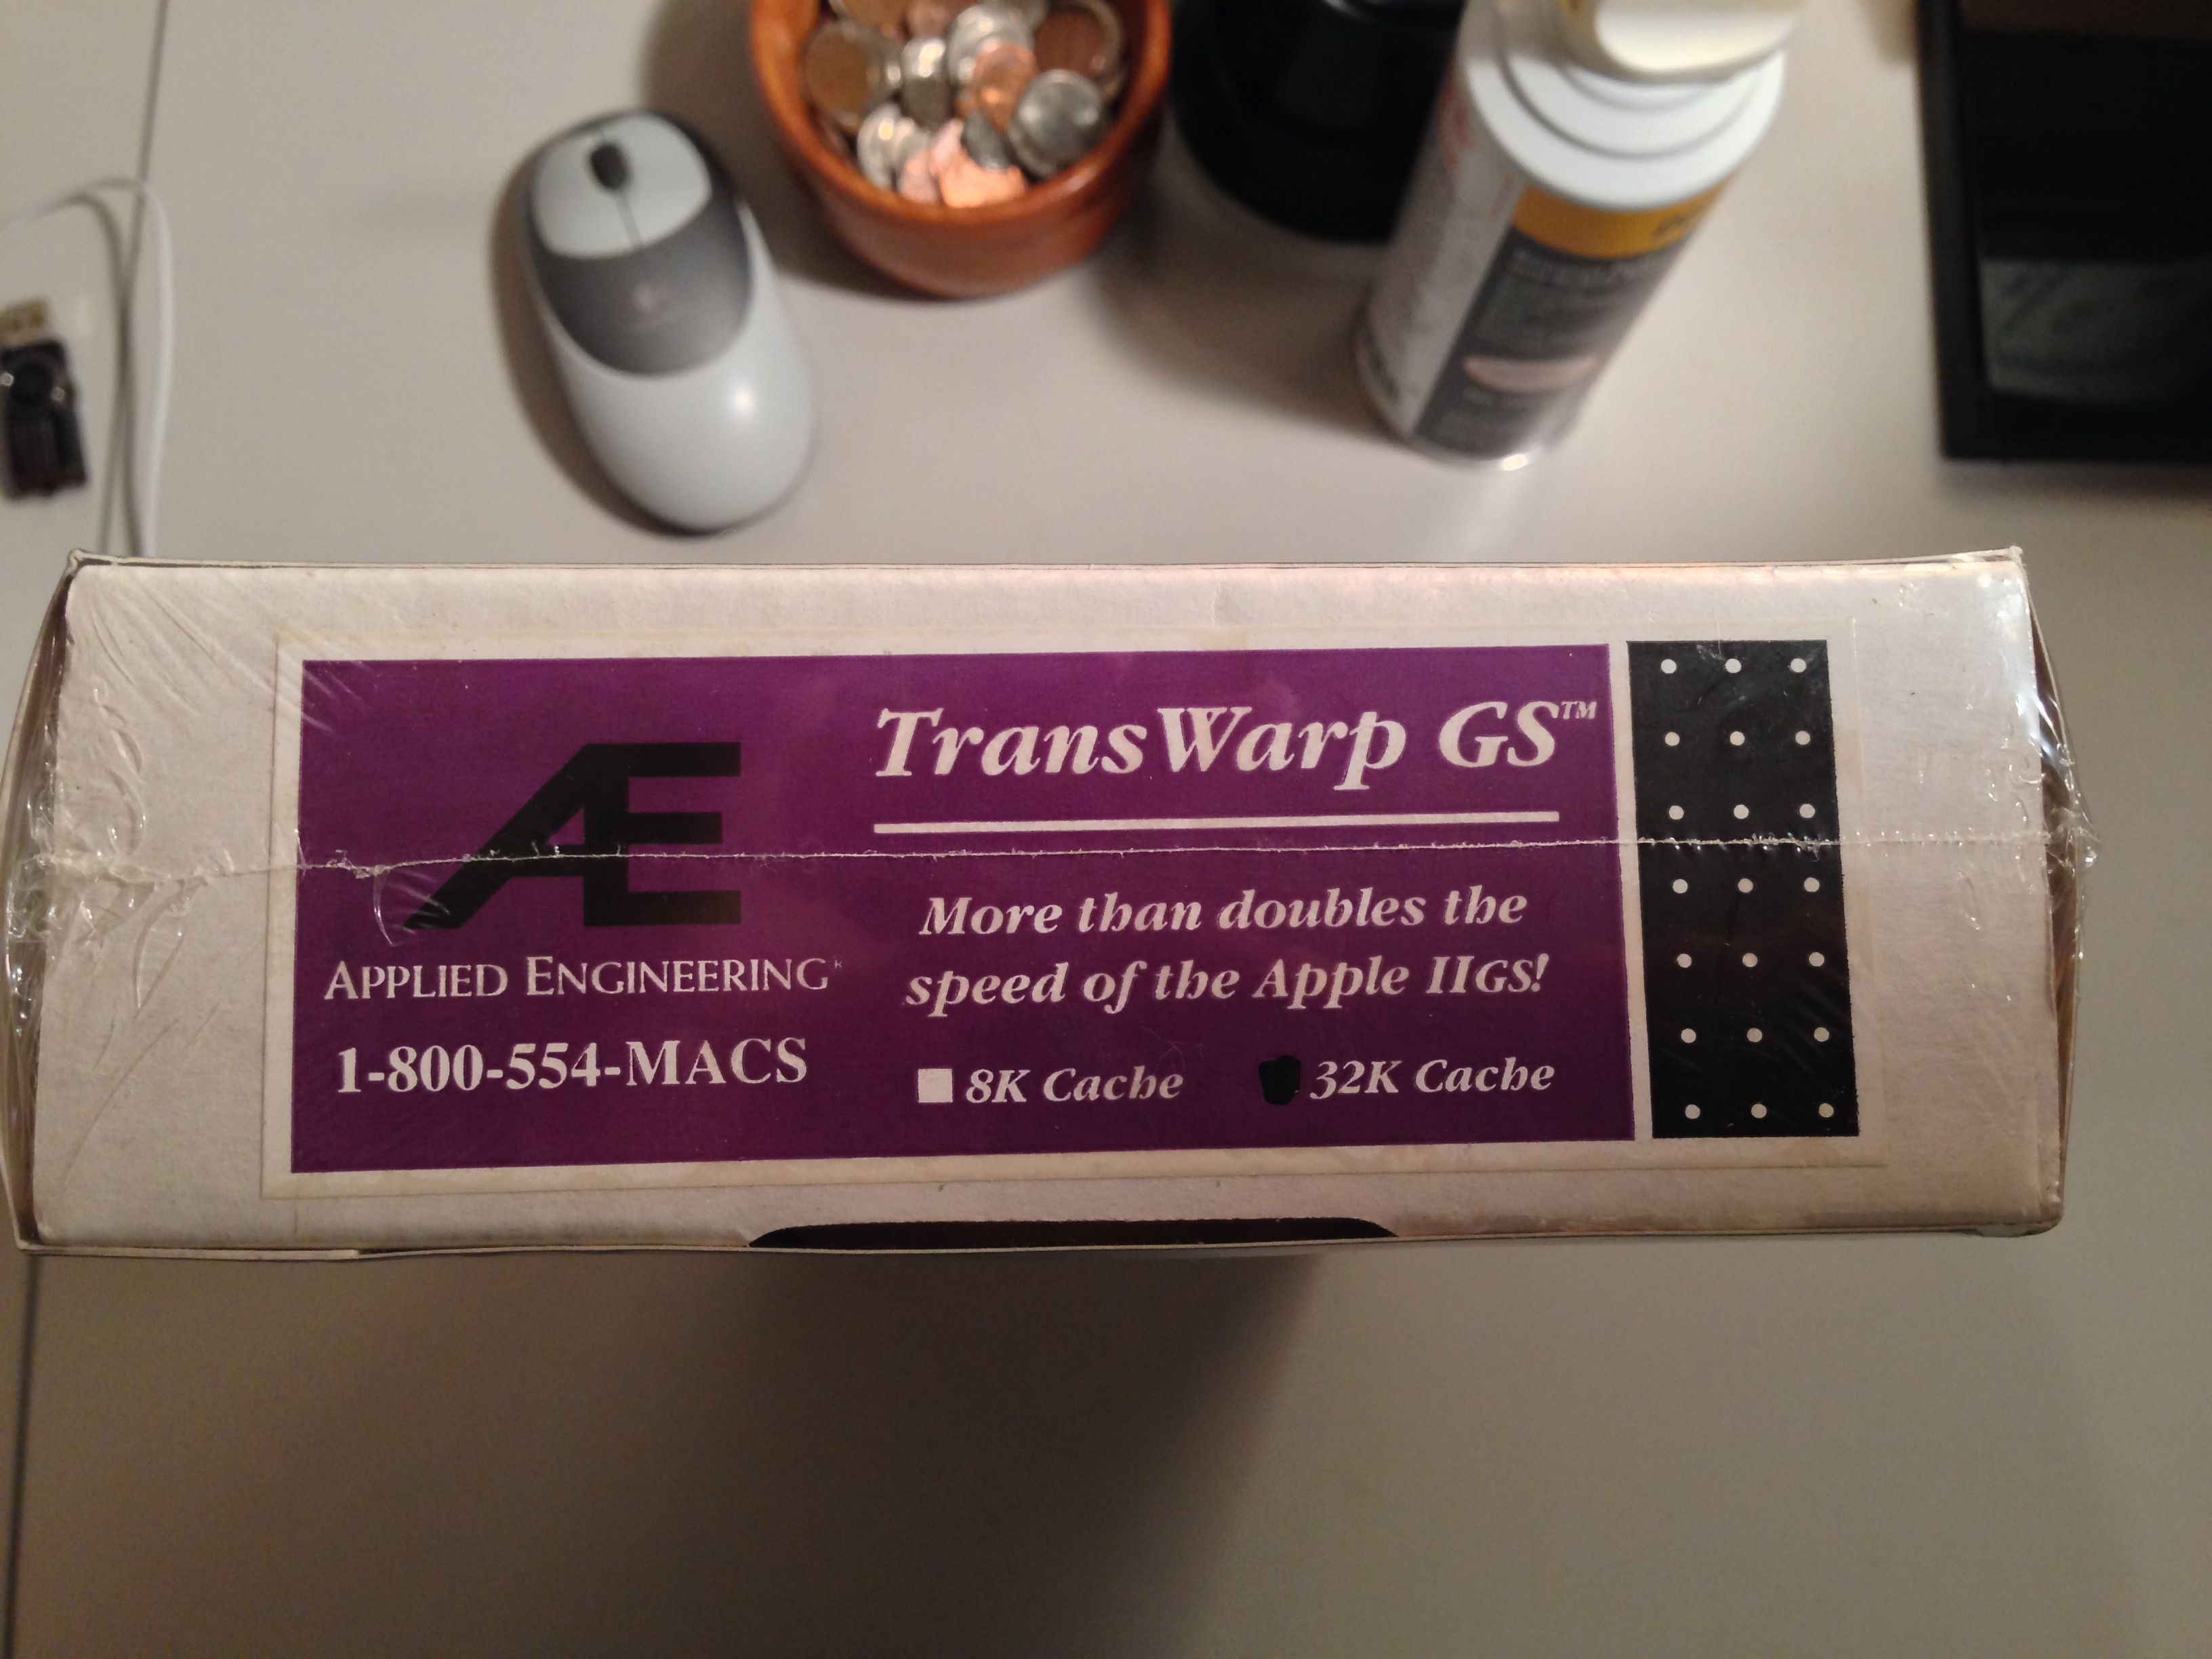 TransWarp GS™
AE
APPLIED ENGINEERING
1-800-554-MACS
More than doubles the
speed of the Apple IIGS!
8K Cache 32K Cache